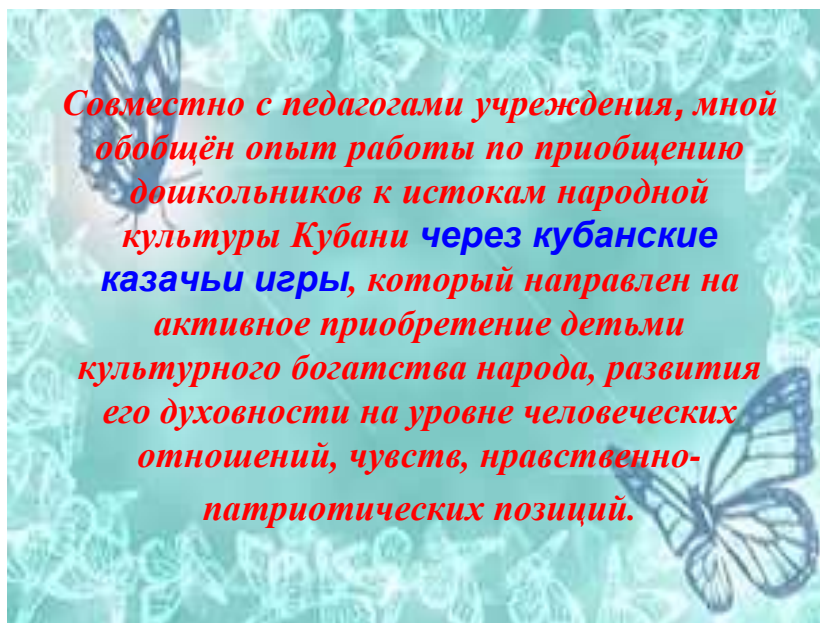 Совместно с педагогами учреждения, мной
обобщён опыт работы по приобщению
дошкольников к истокам народной
культуры Кубани через кубанские
казачьи игры, который направлен на
активное приобретение детьми
культурного богатства народа, развития
его духовности на уровне человеческих
отношений, чувств, нравственно-
патриотических позиций.